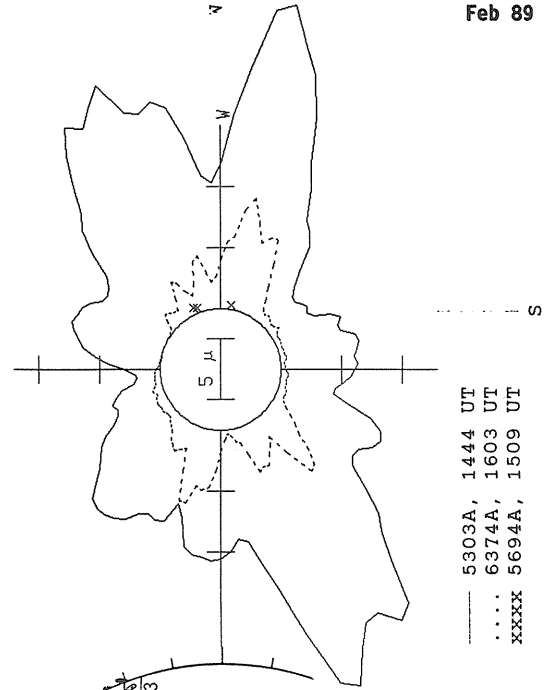 Feb 89
W
S
5 μ
—— 5303A, 1444 UT
.... 6374A, 1603 UT
xxxx 5694A, 1509 UT